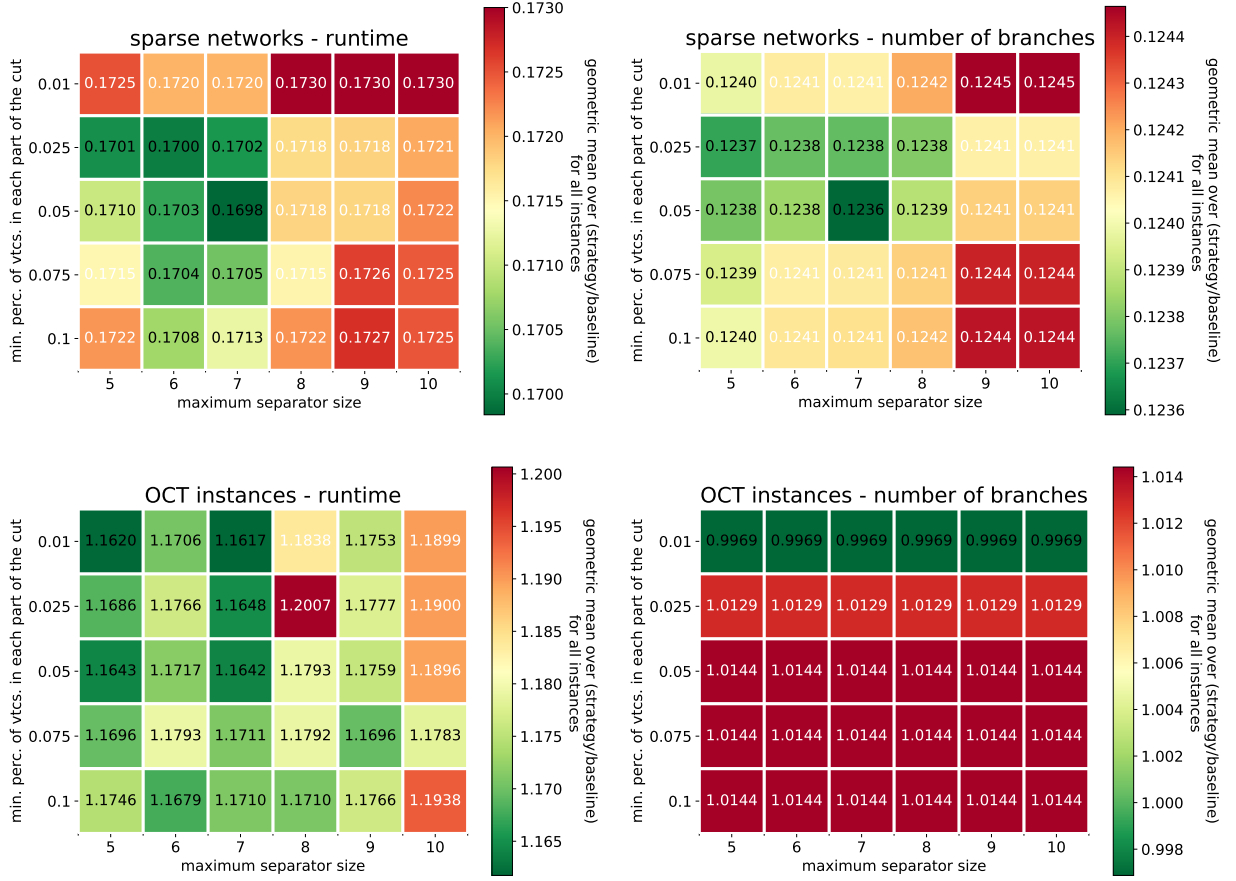 sparse networks - runtime
min. perc. of vtcs. in each part of the cut
0.01 0.1725 0.1720 0.1720 0.1730 0.1730 0.1730
0.025 0.1701 0.1700 0.1702 0.1718 0.1718 0.1721
0.05 0.1710 0.1703 0.1698 0.1718 0.1718 0.1722
0.075 0.1715 0.1704 0.1705 0.1715 0.1726 0.1725
0.1 0.1722 0.1708 0.1713 0.1722 0.1727 0.1725
5 6 7 8 9 10
maximum separator size
0.1730
0.1725
0.1720
0.1715
0.1710
0.1705
0.1700
geometric mean over (strategy/baseline)
for all instances
sparse networks - number of branches
min. perc. of vtcs. in each part of the cut
0.01 0.1240 0.1241 0.1241 0.1242 0.1245 0.1245
0.025 0.1237 0.1238 0.1238 0.1238 0.1241 0.1241
0.05 0.1238 0.1238 0.1236 0.1239 0.1241 0.1241
0.075 0.1239 0.1241 0.1241 0.1241 0.1244 0.1244
0.1 0.1240 0.1241 0.1241 0.1242 0.1244 0.1244
5 6 7 8 9 10
maximum separator size
0.1244
0.1243
0.1242
0.1241
0.1240
0.1239
0.1238
0.1237
0.1236
geometric mean over (strategy/baseline)
for all instances
OCT instances - runtime
min. perc. of vtcs. in each part of the cut
0.01 1.1620 1.1706 1.1617 1.1838 1.1753 1.1899
0.025 1.1686 1.1766 1.1648 1.2007 1.1777 1.1900
0.05 1.1643 1.1717 1.1642 1.1793 1.1759 1.1896
0.075 1.1696 1.1793 1.1711 1.1792 1.1696 1.1783
0.1 1.1746 1.1679 1.1710 1.1710 1.1766 1.1938
5 6 7 8 9 10
maximum separator size
1.200
1.195
1.190
1.185
1.180
1.175
1.170
1.165
geometric mean over (strategy/baseline)
for all instances
OCT instances - number of branches
min. perc. of vtcs. in each part of the cut
0.01 0.9969 0.9969 0.9969 0.9969 0.9969 0.9969
0.025 1.0129 1.0129 1.0129 1.0129 1.0129 1.0129
0.05 1.0144 1.0144 1.0144 1.0144 1.0144 1.0144
0.075 1.0144 1.0144 1.0144 1.0144 1.0144 1.0144
0.1 1.0144 1.0144 1.0144 1.0144 1.0144 1.0144
5 6 7 8 9 10
maximum separator size
1.014
1.012
1.010
1.008
1.006
1.004
1.002
1.000
0.998
geometric mean over (strategy/baseline)
for all instances